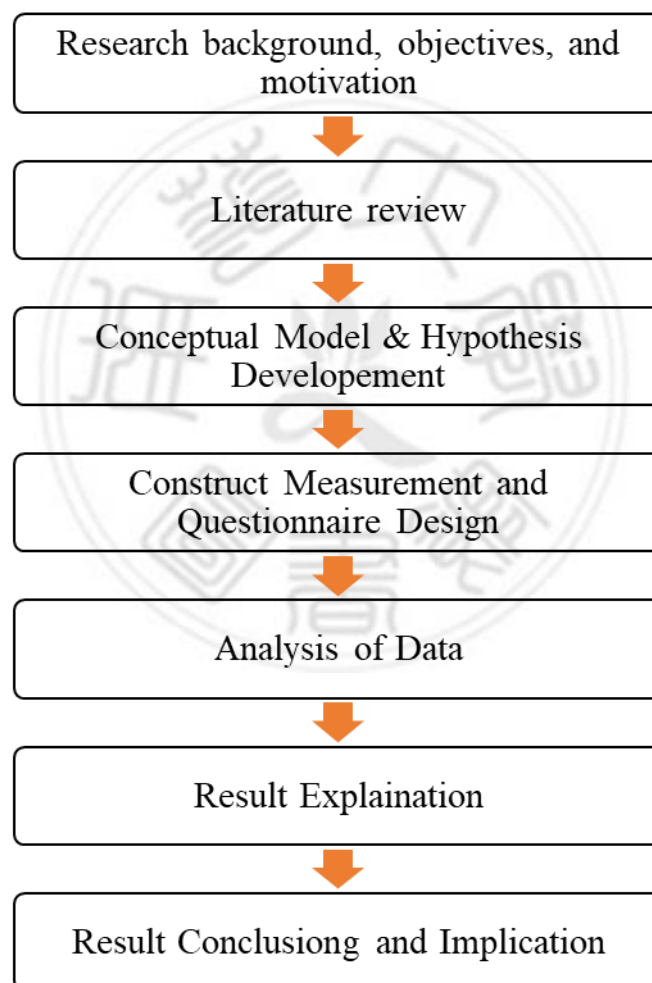 Research background, objectives, and
motivation
Literature review
Conceptual Model & Hypothesis
Developement
Construct Measurement and
Questionnaire Design
Analysis of Data
Result Explaination
Result Conclusiong and Implication